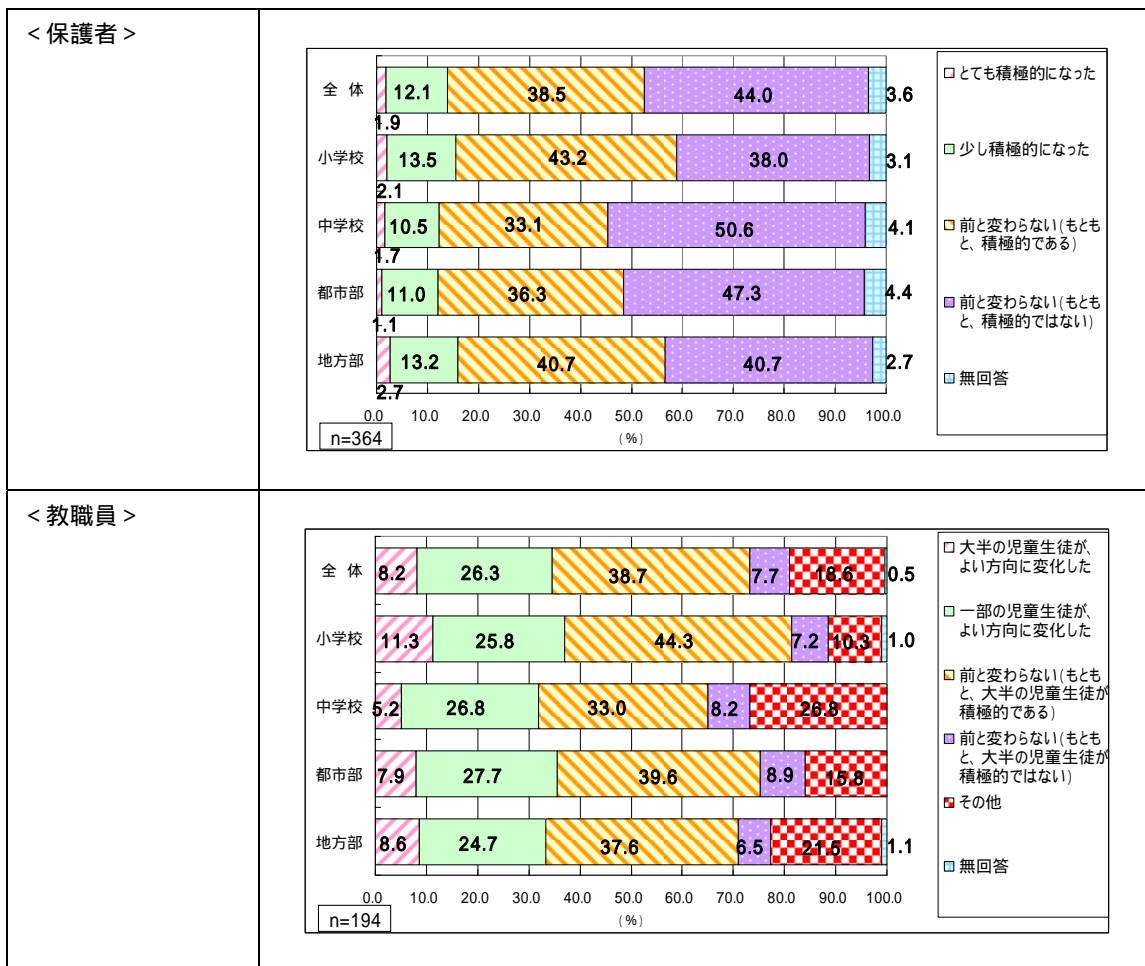 <保護者>
全 体
12.1
38.5
44.0
3.6
1.9
小学校
13.5
43.2
38.0
3.1
2.1
中学校
10.5
33.1
50.6
4.1
1.7
都市部
11.0
36.3
47.3
4.4
1.1
地方部
13.2
40.7
40.7
2.7
2.7
0.0 10.0 20.0 30.0 40.0 50.0 60.0 70.0 80.0 90.0 100.0
(%)
n=364
とても積極的になった
少し積極的になった
前と変わらない(もとも
と、積極的である)
前と変わらない(もとも
と、積極的ではない)
無回答
<教職員>
全 体
8.2
26.3
38.7
7.7
18.6
0.5
小学校
11.3
25.8
44.3
7.2
10.3
1.0
中学校
5.2
26.8
33.0
8.2
26.8
都市部
7.9
27.7
39.6
8.9
15.8
地方部
8.6
24.7
37.6
6.5
21.5
1.1
0.0 10.0 20.0 30.0 40.0 50.0 60.0 70.0 80.0 90.0 100.0
(%)
n=194
大半の児童生徒が、
よい方向に変化した
一部の児童生徒が、
よい方向に変化した
前と変わらない(もとも
と、大半の児童生徒が
積極的である)
前と変わらない(もとも
と、大半の児童生徒が
積極的ではない)
その他
無回答